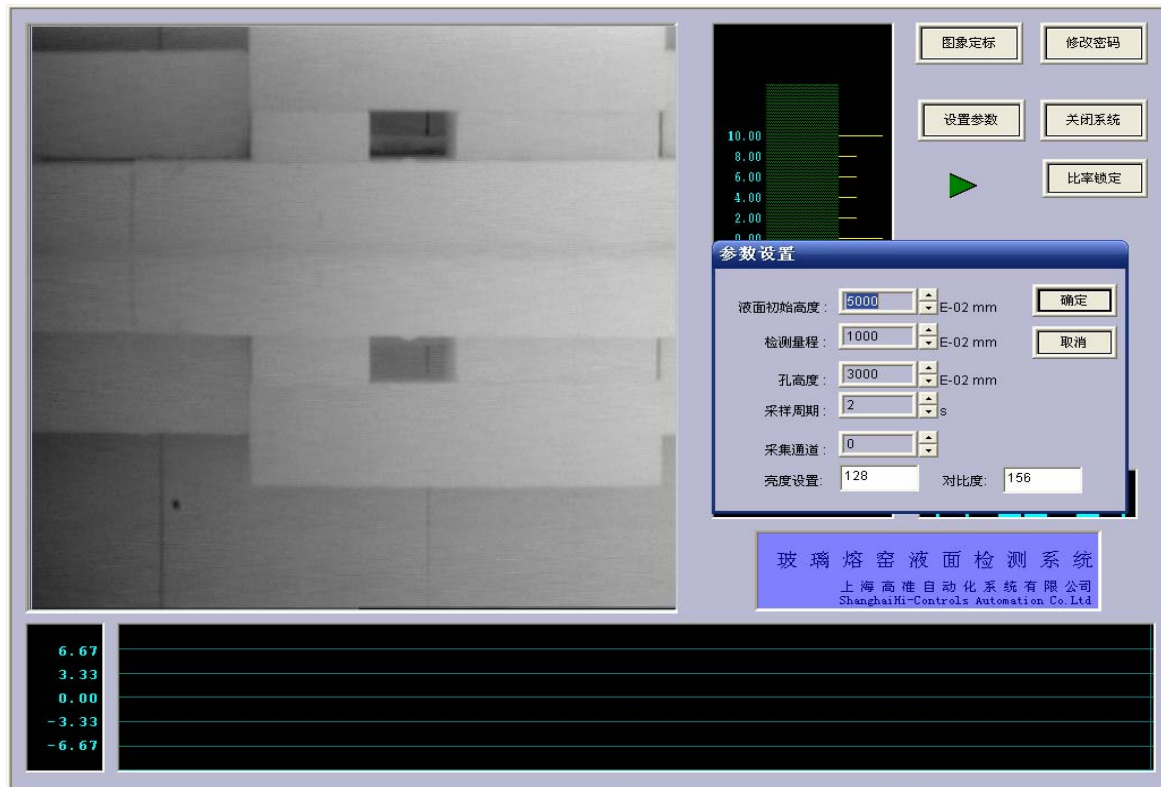 图象定标
修改密码
设置参数
关闭系统
比率锁定
10.00
8.00
6.00
4.00
2.00
0.00
参数设置
液面初始高度：5000 E-02 mm
确定
检测量程：1000 E-02 mm
取消
孔高度：3000 E-02 mm
采样周期：2 s
采集通道：0
亮度设置: 128 对比度: 156
玻璃熔窑液面检测系统
上海高准自动化系统有限公司
ShanghaiHi-Controls Automation Co.Ltd
6.67
3.33
0.00
-3.33
-6.67